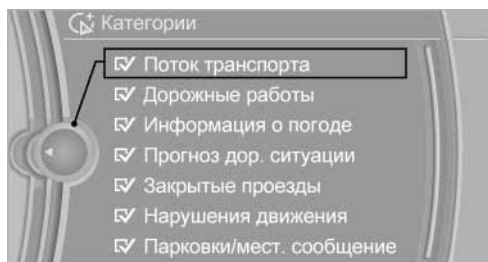 Категории
Поток транспорта
Дорожные работы
Информация о погоде
Прогноз дор. ситуации
Закрытые проезды
Нарушения движения
Парковки/мест. сообщение